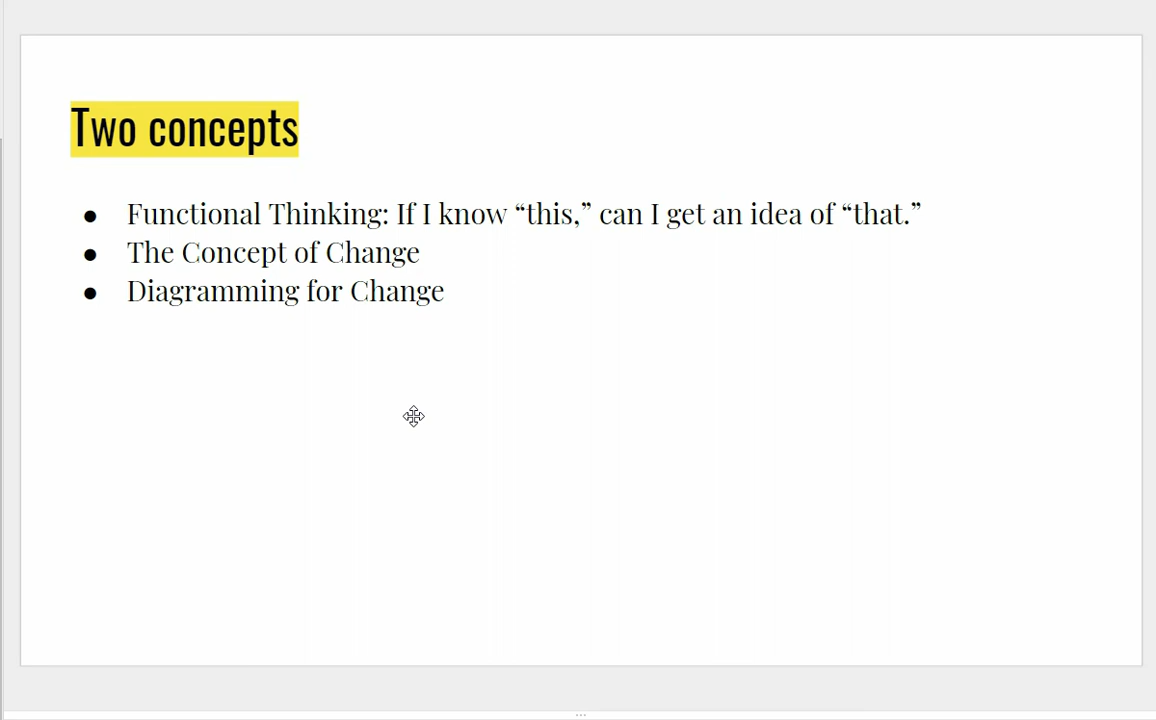 Two concepts
● Functional Thinking: If I know “this,” can I get an idea of “that.”
● The Concept of Change
● Diagramming for Change